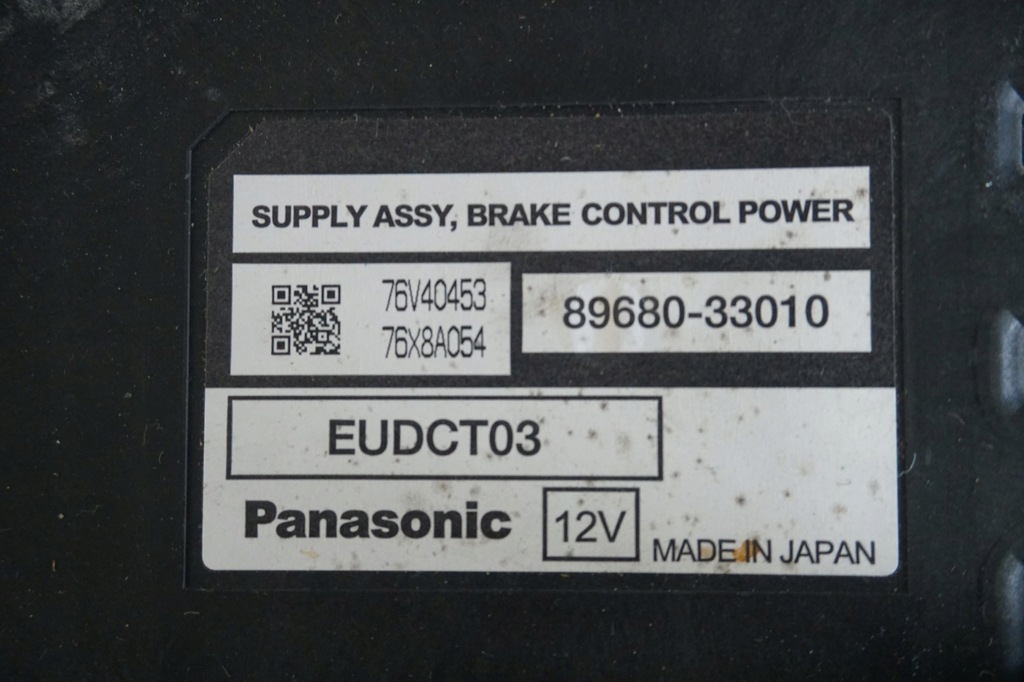 SUPPLY ASSY, BRAKE CONTROL POWER
76V40453
76X8A054
89680-33010
EUDCT03
Panasonic
12V
MADE IN JAPAN